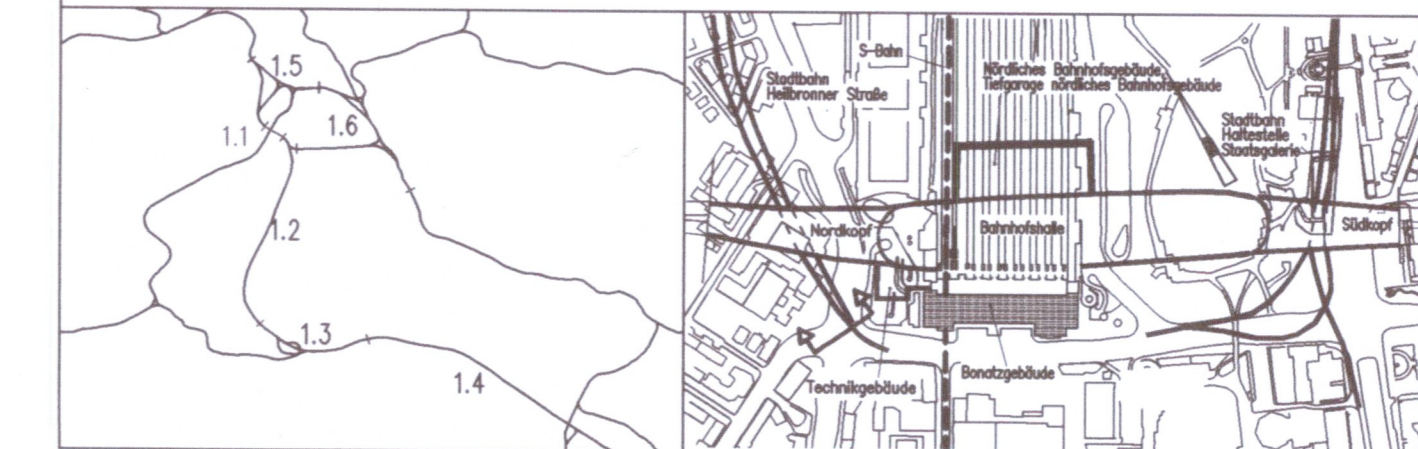 1.5
1.1
1.6
1.2
1.3
1.4
S-Bahn
Stadtbahn
Heilbronner Straße
Nördliches Bahnhofsgebäude,
Tiefgarage nördliches Bahnhofsgebäude
Stadtbahn
Haltestelle
Staatsgalerie
Nordkopf
Bahnhofshalle
Südkopf
Technikgebäude
Bonatzgebäude